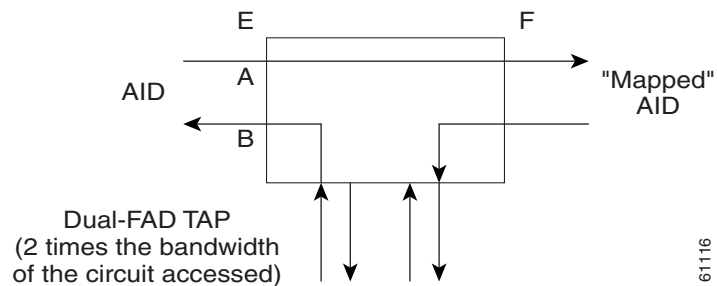 E
F
A
"Mapped"
AID
AID
B
Dual-FAD TAP
(2 times the bandwidth
of the circuit accessed)
61116